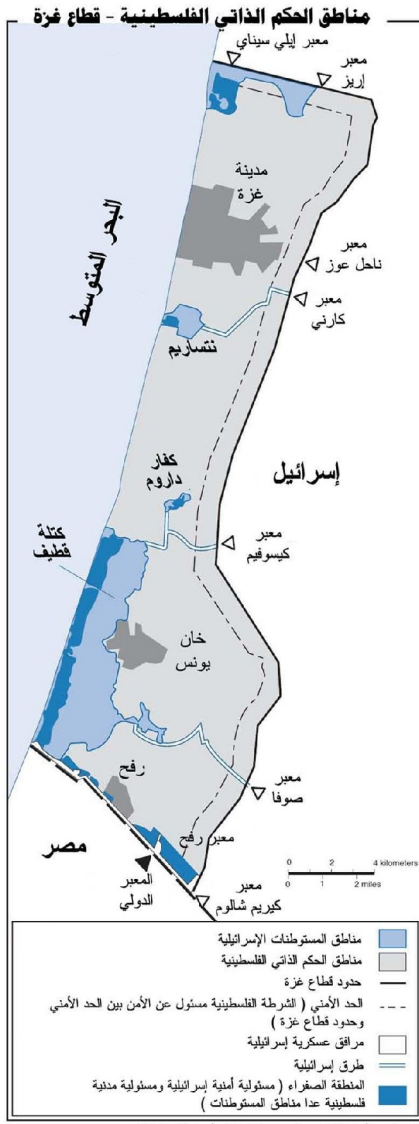 مناطق الحكم الذاتي الفلسطينية - قطاع غزة
معبر إيلي سيناي
معبر
إريز
مدينة
غزة
البحر المتوسط
معبر
ناحل عوز
معبر
كارني
نتساريم
إسرائيل
كفار
داروم
كتلة
قطيف
معبر
كيسوفيم
خان
يونس
رفح
معبر
صوفا
معبر رفح
مصر
المعبر
الدولي
معبر
كيريم شالوم
0 4 kilometers
0 1 2 miles
مناطق المستوطنات الإسرائيلية
مناطق الحكم الذاتي الفلسطينية
حدود قطاع غزة
الحد الأمني ( الشرطة الفلسطينية مسئول عن الأمن بين الحد الأمني
وحدود قطاع غزة )
مرافق عسكرية إسرائيلية
طرق إسرائيلية
المنطقة الصفراء ( مسئولية أمنية إسرائيلية ومسئولية مدنية
فلسطينية عدا مناطق المستوطنات )